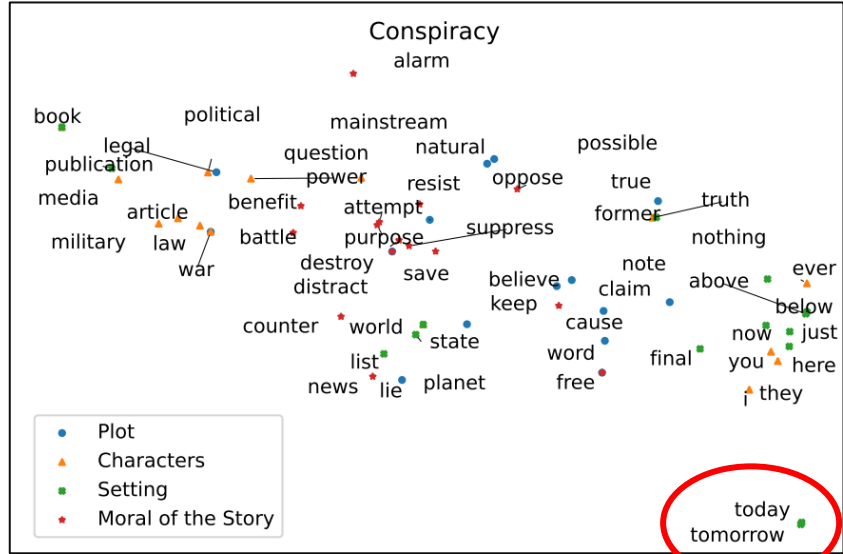 Conspiracy
alarm
book
political
mainstream
legal
natural
possible
question
publication
power
resist
oppose
true
media
benefit
attempt
former
truth
article
military
law
battle
purpose
suppress
nothing
war
destroy
save
note
ever
distract
believe
claim
above
keep
below
counter
world
cause
state
now
just
list
word
final
you
here
news
lie
planet
free
i
they
Plot
Characters
Setting
Moral of the Story
today
tomorrow